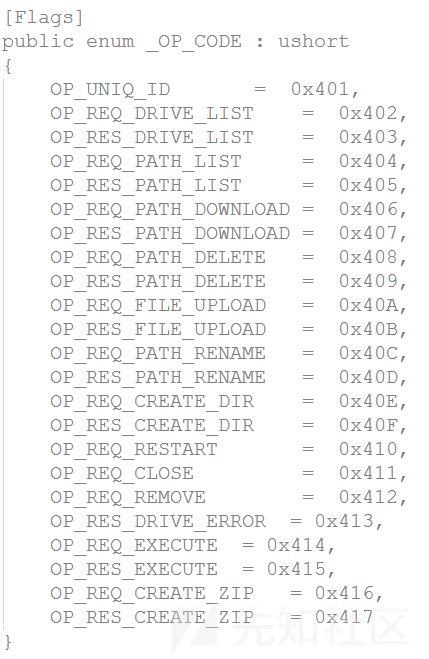 [Flags]
public enum _OP_CODE : ushort
{
    OP_UNIQ_ID       =  0x401,
    OP_REQ_DRIVE_LIST    =  0x402,
    OP_RES_DRIVE_LIST    =  0x403,
    OP_REQ_PATH_LIST     =  0x404,
    OP_RES_PATH_LIST     =  0x405,
    OP_REQ_PATH_DOWNLOAD =  0x406,
    OP_RES_PATH_DOWNLOAD =  0x407,
    OP_REQ_PATH_DELETE   =  0x408,
    OP_RES_PATH_DELETE   =  0x409,
    OP_REQ_FILE_UPLOAD   =  0x40A,
    OP_RES_FILE_UPLOAD   =  0x40B,
    OP_REQ_PATH_RENAME   =  0x40C,
    OP_RES_PATH_RENAME   =  0x40D,
    OP_REQ_CREATE_DIR    =  0x40E,
    OP_RES_CREATE_DIR    =  0x40F,
    OP_REQ_RESTART       =  0x410,
    OP_REQ_CLOSE         =  0x411,
    OP_REQ_REMOVE        =  0x412,
    OP_RES_DRIVE_ERROR  = 0x413,
    OP_REQ_EXECUTE  = 0x414,
    OP_RES_EXECUTE  = 0x415,
    OP_REQ_CREATE_ZIP   = 0x416,
    OP_RES_CREATE_ZIP   = 0x417
}
先知社区